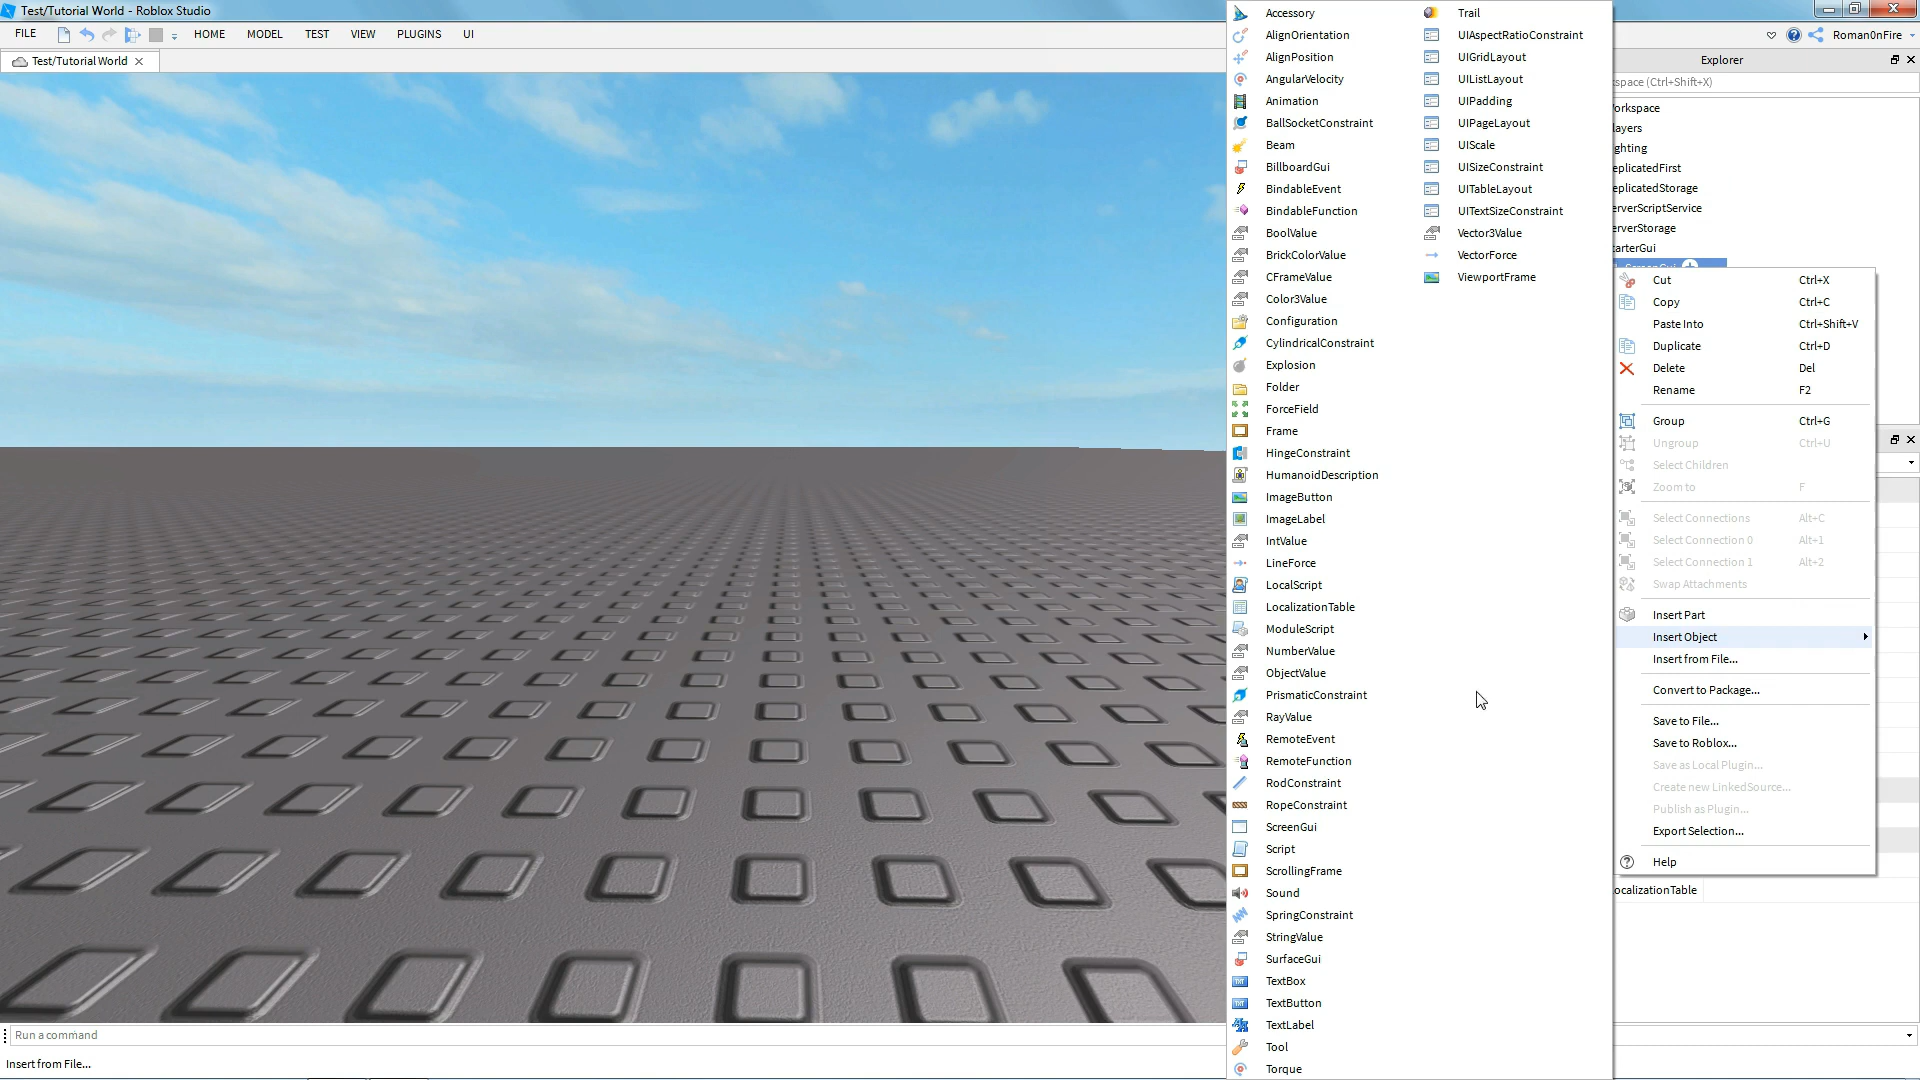 Test/Tutorial World - Roblox Studio
FILE HOME MODEL TEST VIEW PLUGINS UI
Roman0nFire
Test/Tutorial World
Accessory
AlignOrientation
AlignPosition
AngularVelocity
Animation
BallSocketConstraint
Beam
BillboardGui
BindableEvent
BindableFunction
BoolValue
BrickColorValue
CFrameValue
Color3Value
Configuration
CylindricalConstraint
Explosion
Folder
ForceField
Frame
HingeConstraint
HumanoidDescription
ImageButton
ImageLabel
IntValue
LineForce
LocalScript
LocalizationTable
ModuleScript
NumberValue
ObjectValue
PrismaticConstraint
RayValue
RemoteEvent
RemoteFunction
RodConstraint
RopeConstraint
ScreenGui
Script
ScrollingFrame
Sound
SpringConstraint
StringValue
SurfaceGui
TextBox
TextButton
TextLabel
Tool
Torque
Trail
UIAspectRatioConstraint
UIGridLayout
UIListLayout
UIPadding
UIPageLayout
UIScale
UISizeConstraint
UITableLayout
UITextSizeConstraint
Vector3Value
VectorForce
ViewportFrame
Explorer
space (Ctrl+Shift+X)
orkspace
layers
ghting
eplicatedFirst
eplicatedStorage
erverScriptService
erverStorage
tarterGui
Cut Ctrl+X
Copy Ctrl+C
Paste Into Ctrl+Shift+V
Duplicate Ctrl+D
Delete Del
Rename F2
Group Ctrl+G
Ungroup Ctrl+U
Select Children
Zoom to F
Select Connections Alt+C
Select Connection 0 Alt+1
Select Connection 1 Alt+2
Swap Attachments
Insert Part
Insert Object
Insert from File...
Convert to Package...
Save to File...
Save to Roblox...
Save as Local Plugin...
Create new LinkedSource...
Publish as Plugin...
Export Selection...
Help
ocalizationTable
Run a command
Insert from File...